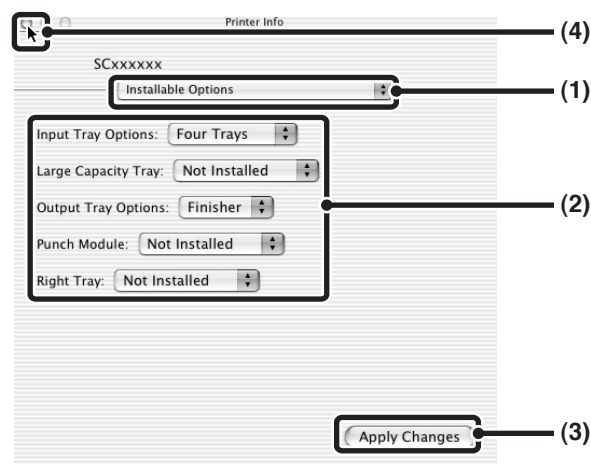 Printer Info
(4)
SCxxxxxx
Installable Options
(1)
Input Tray Options: Four Trays
Large Capacity Tray: Not Installed
Output Tray Options: Finisher
(2)
Punch Module: Not Installed
Right Tray: Not Installed
Apply Changes
(3)